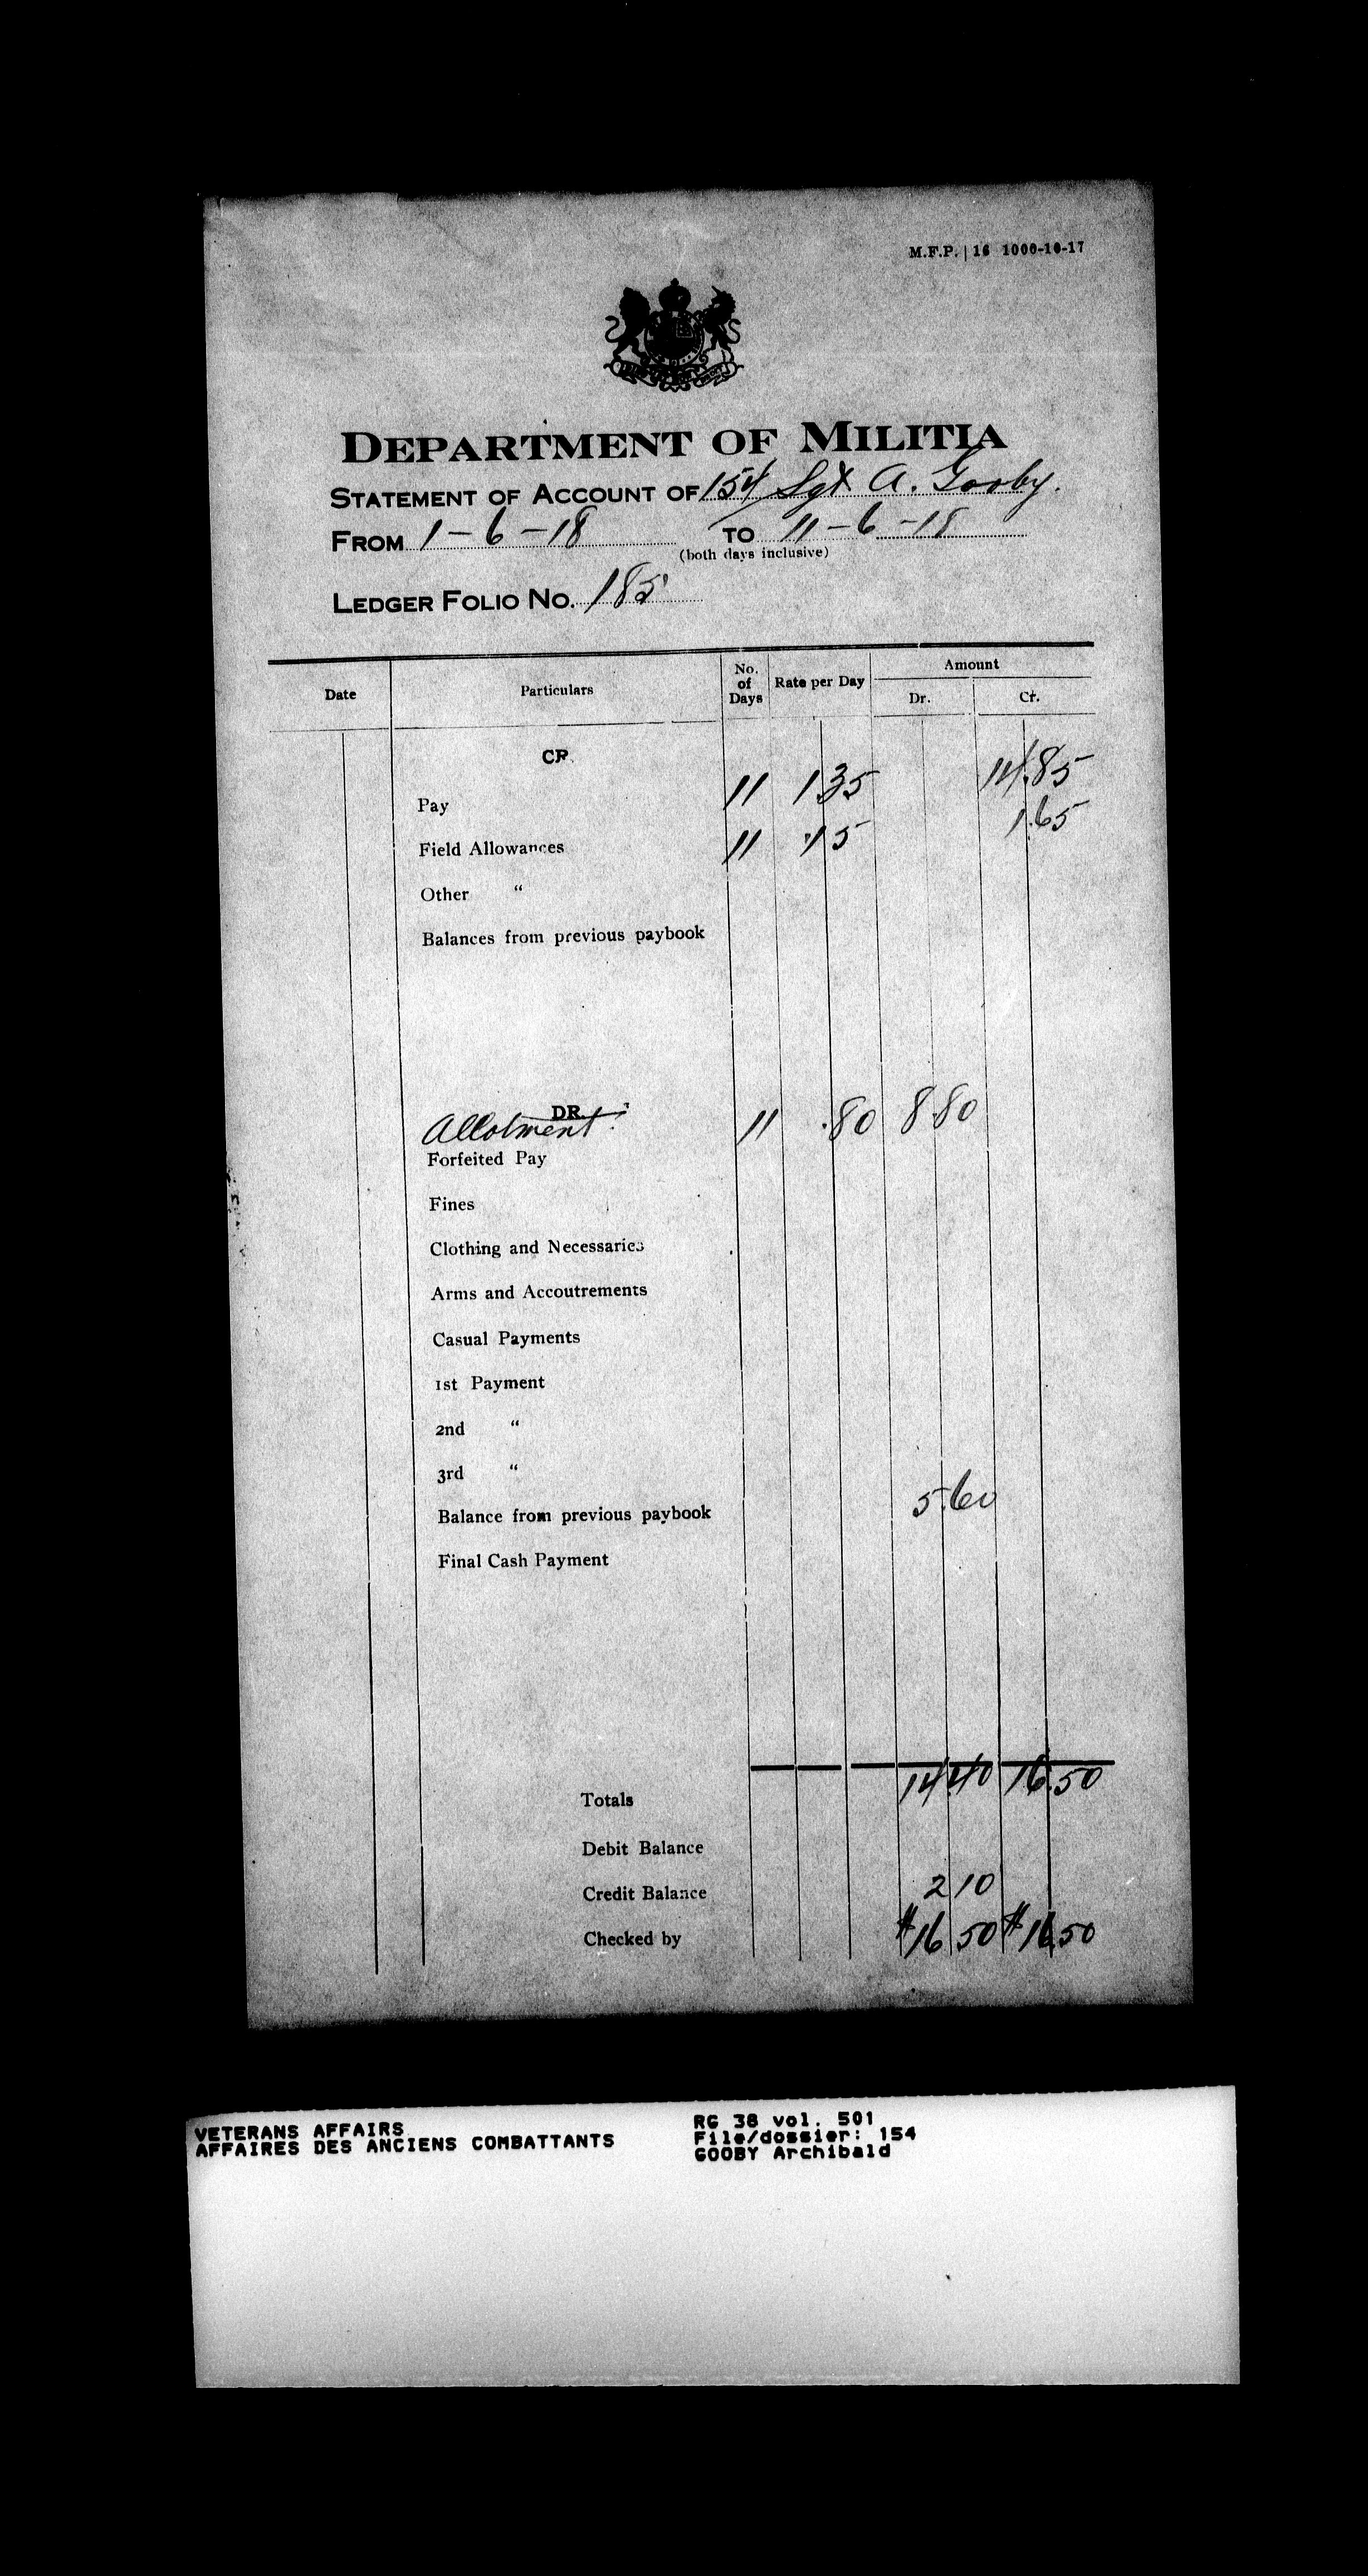 M.F.P. | 16 1000-10-17
DEPARTMENT OF MILITIA
STATEMENT OF ACCOUNT OF 154 Sgt A. Gooby.
FROM 1-6-18 TO 11-6-18
(both days inclusive)
LEDGER FOLIO NO. 185
Date Particulars No. of Days Rate per Day Amount
Dr. Cr.
CR.
Pay 11 1.35 14.85
Field Allowances 11 .15 1.65
Other "
Balances from previous paybook
DR.
Allotment 11 .80 8.80
Forfeited Pay
Fines
Clothing and Necessaries
Arms and Accoutrements
Casual Payments
1st Payment
2nd "
3rd "
Balance from previous paybook 5.60
Final Cash Payment
Totals 14.40 16.50
Debit Balance
Credit Balance 2 10
Checked by $16 50 $16 50
VETERANS AFFAIRS RG 38 vol. 501
AFFAIRES DES ANCIENS COMBATTANTS File/dossier: 154
GOOBY Archibald